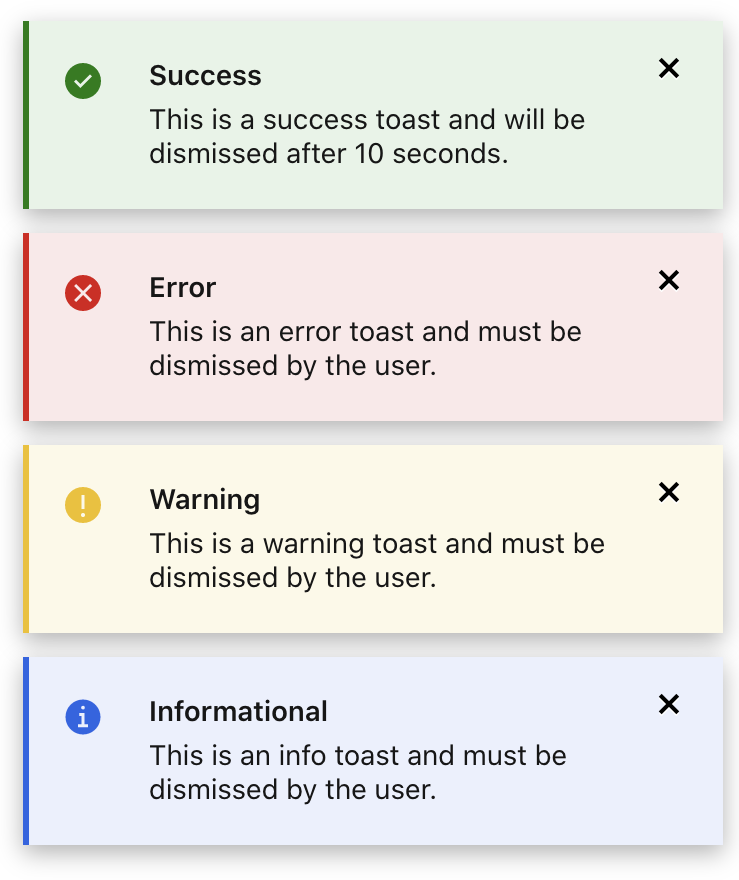 Success
This is a success toast and will be
dismissed after 10 seconds.
Error
This is an error toast and must be
dismissed by the user.
Warning
This is a warning toast and must be
dismissed by the user.
Informational
This is an info toast and must be
dismissed by the user.